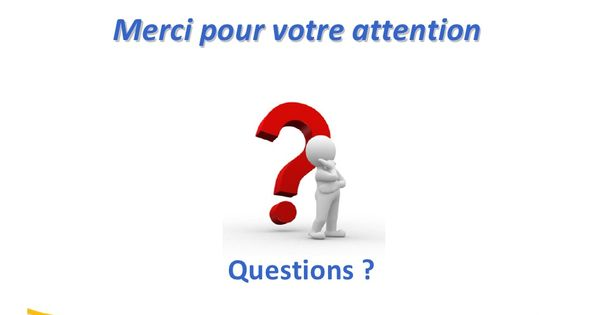 Merci pour votre attention
Questions ?